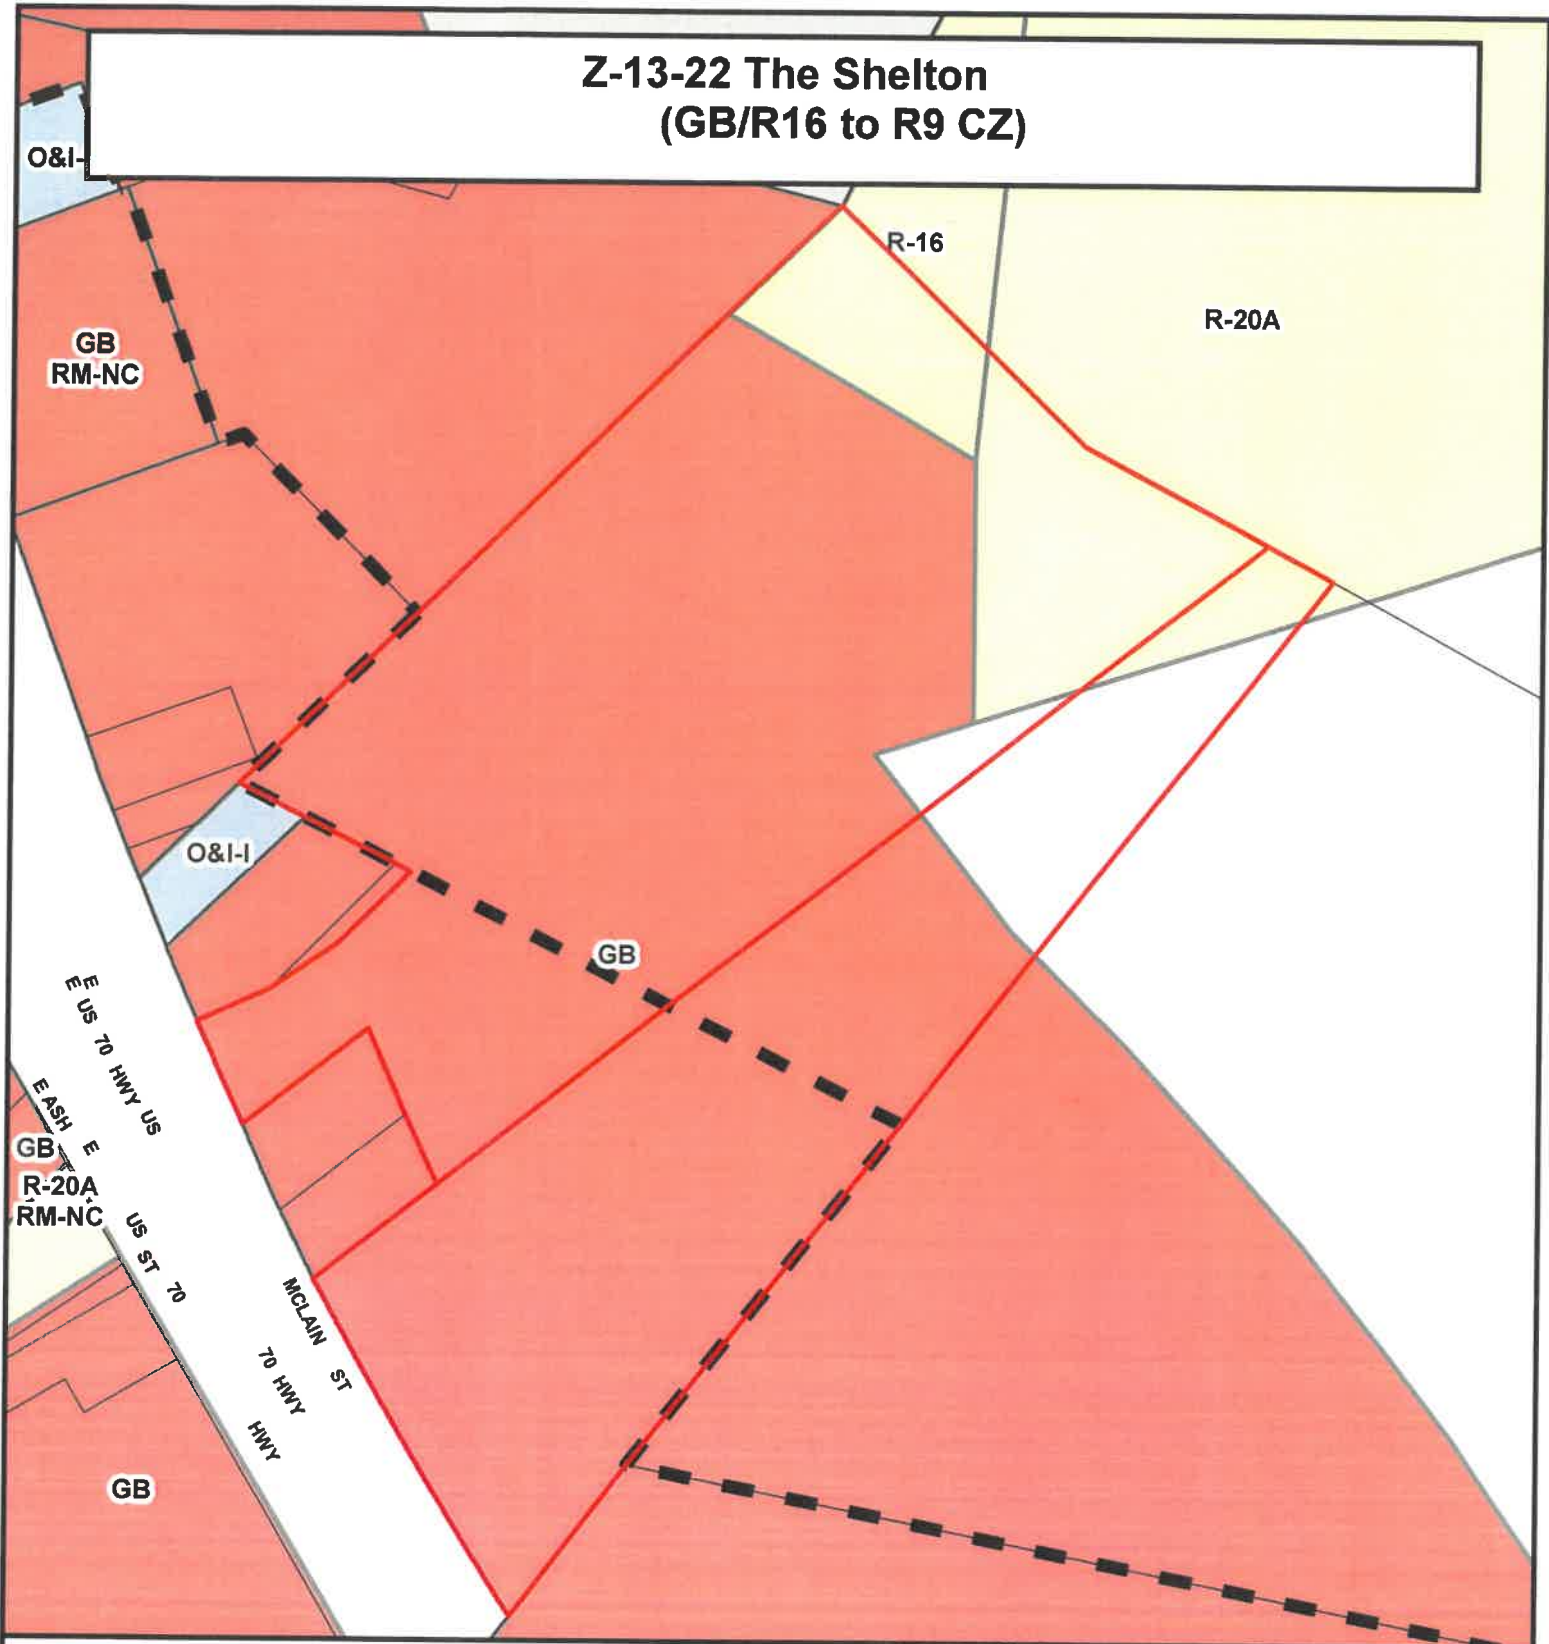 Z-13-22 The Shelton
(GB/R16 to R9 CZ)
O&I-
R-16
R-20A
GB
RM-NC
O&I-I
GB
E
E US 70 HWY US
E ASH E US ST 70
GB
R-20A
RM-NC
MCLAIN ST
70 HWY
HWY
GB